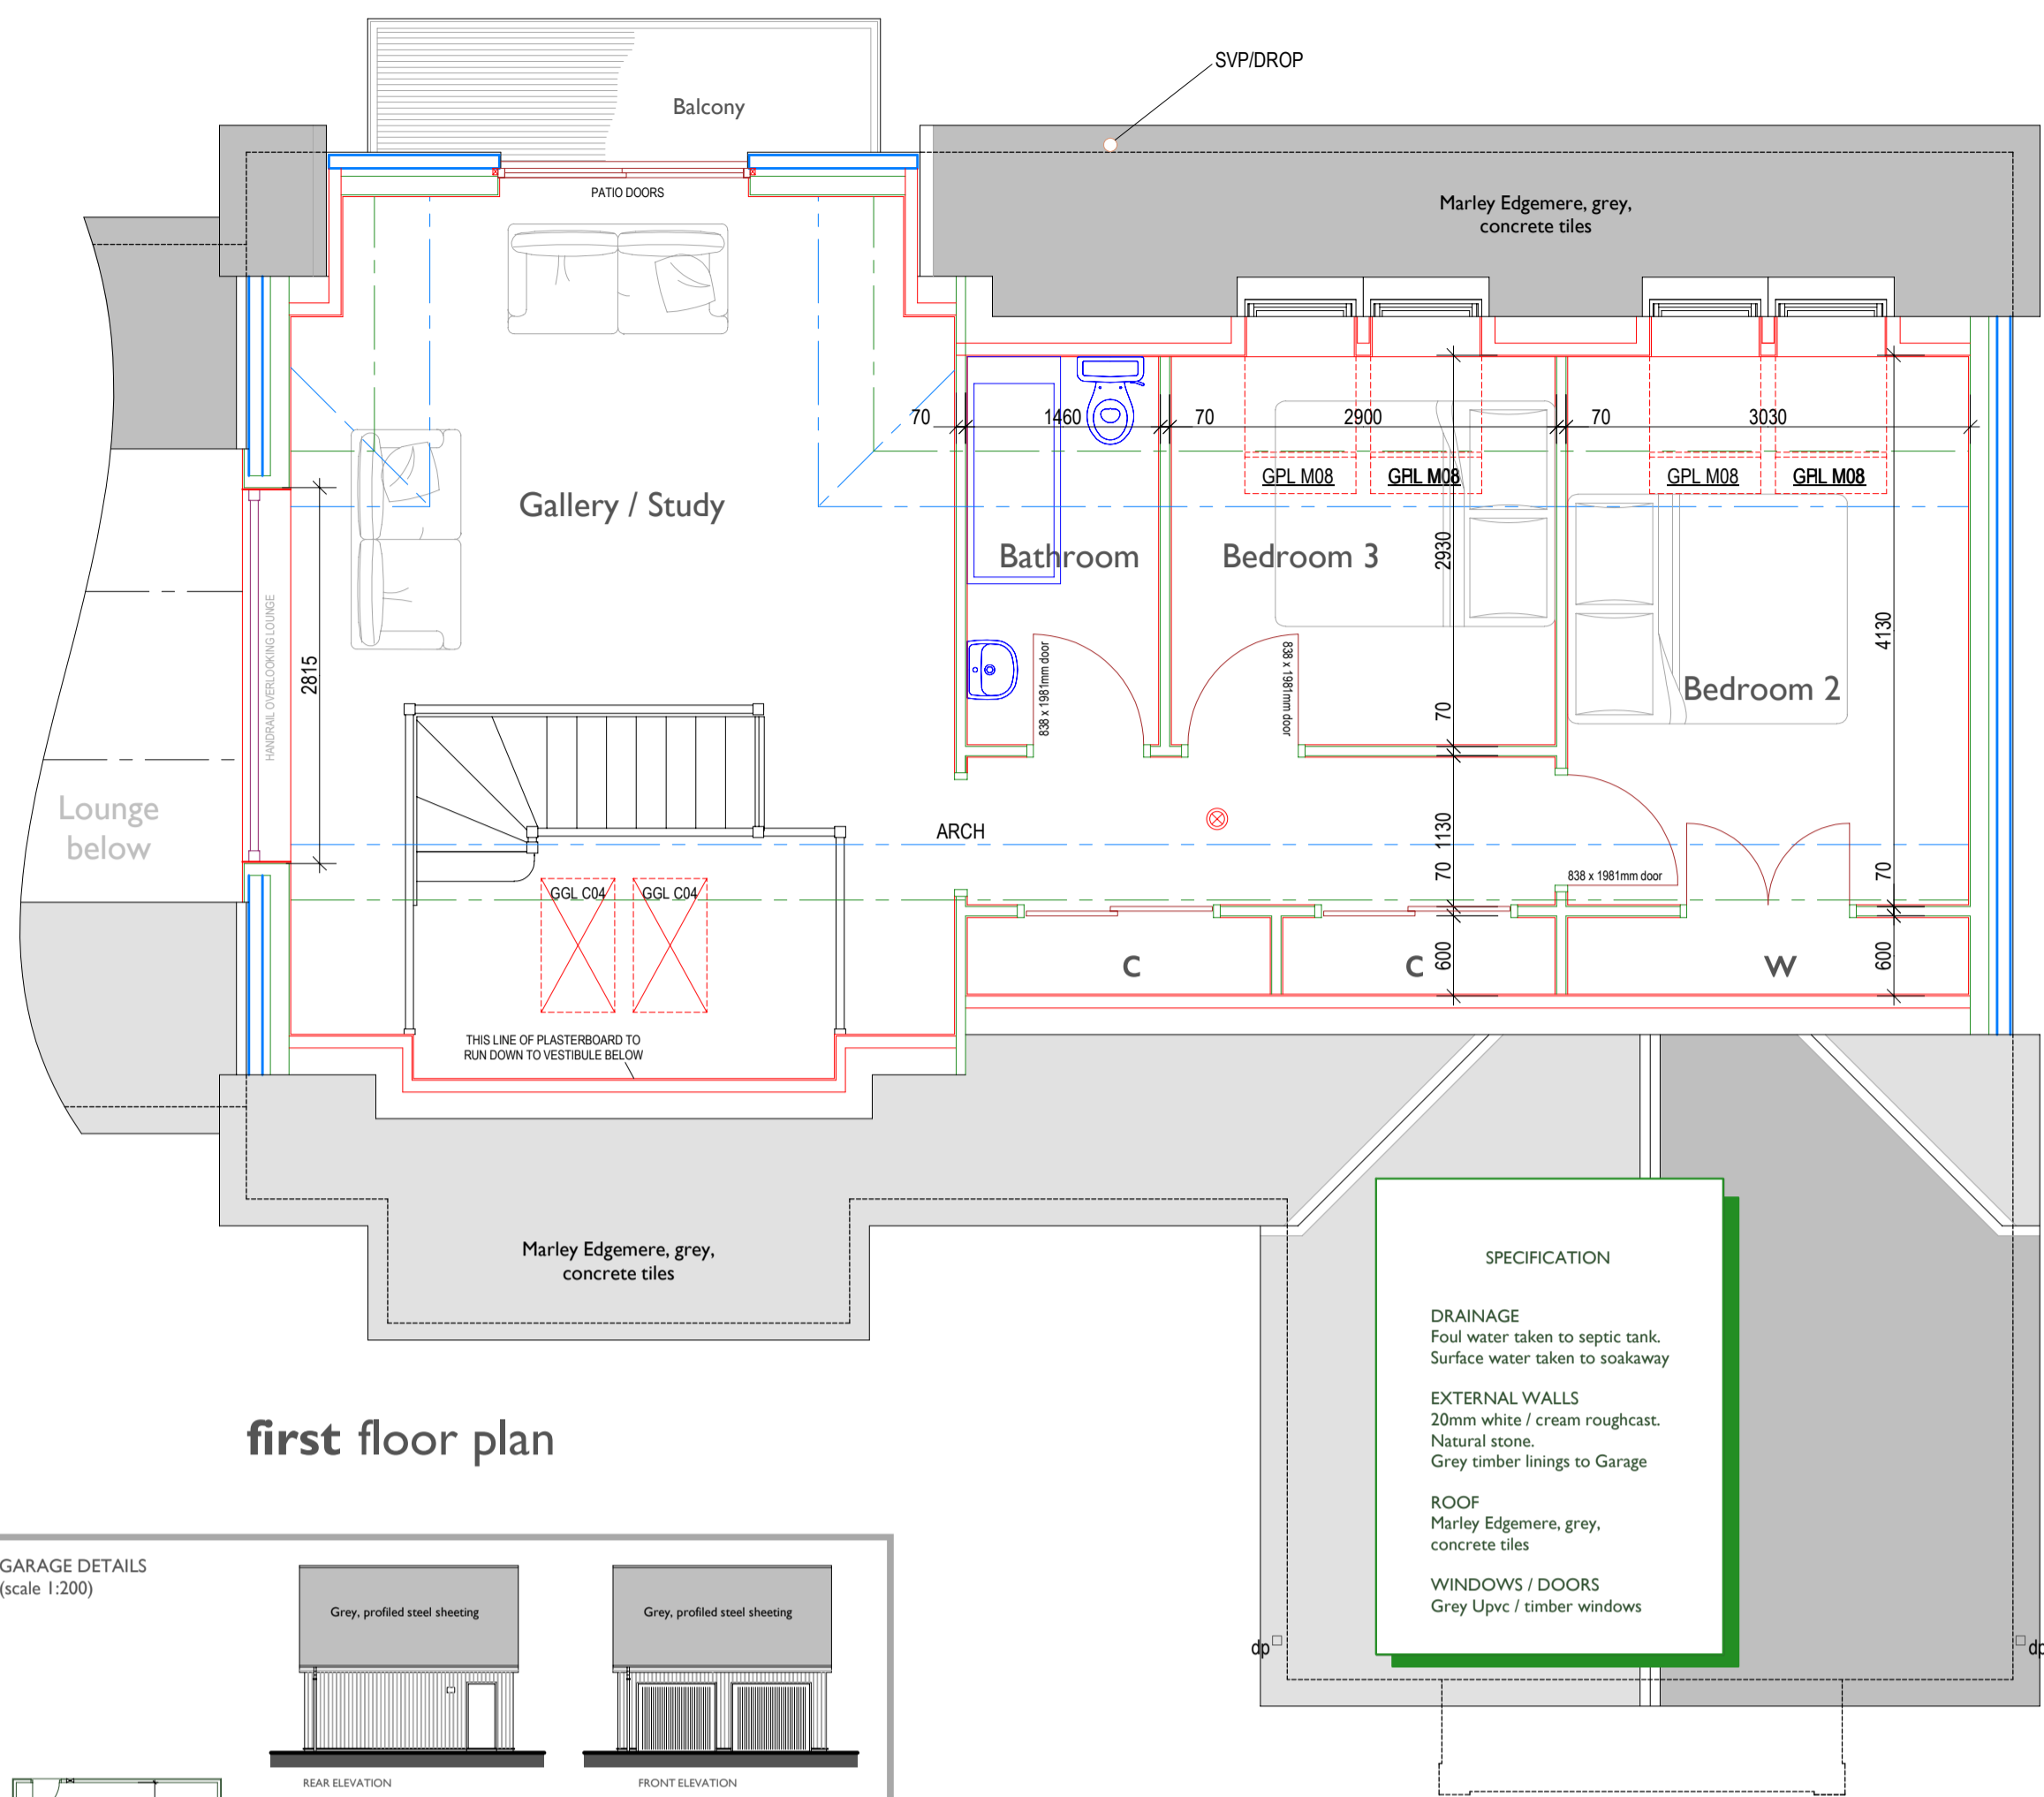 SVP/DROP
Balcony
PATIO DOORS
Marley Edgemere, grey,
concrete tiles
70
1460
70
2900
70
3030
GPL M08
GPL M08
GPL M08
GPL M08
Gallery / Study
Bathroom
Bedroom 3
2930
4130
HANDRAIL OVERLOOKING LOUNGE
2815
838 x 1981mm door
838 x 1981mm door
Bedroom 2
70
Lounge
below
ARCH
1130
70
838 x 1981mm door
70
GGL C04
GGL C04
C
C
600
W
600
THIS LINE OF PLASTERBOARD TO
RUN DOWN TO VESTIBULE BELOW
Marley Edgemere, grey,
concrete tiles
SPECIFICATION
DRAINAGE
Foul water taken to septic tank.
Surface water taken to soakaway
EXTERNAL WALLS
20mm white / cream roughcast.
Natural stone.
Grey timber linings to Garage
ROOF
Marley Edgemere, grey,
concrete tiles
WINDOWS / DOORS
Grey Upvc / timber windows
dp
dp
first floor plan
GARAGE DETAILS
(scale 1:200)
Grey, profiled steel sheeting
Grey, profiled steel sheeting
REAR ELEVATION
FRONT ELEVATION